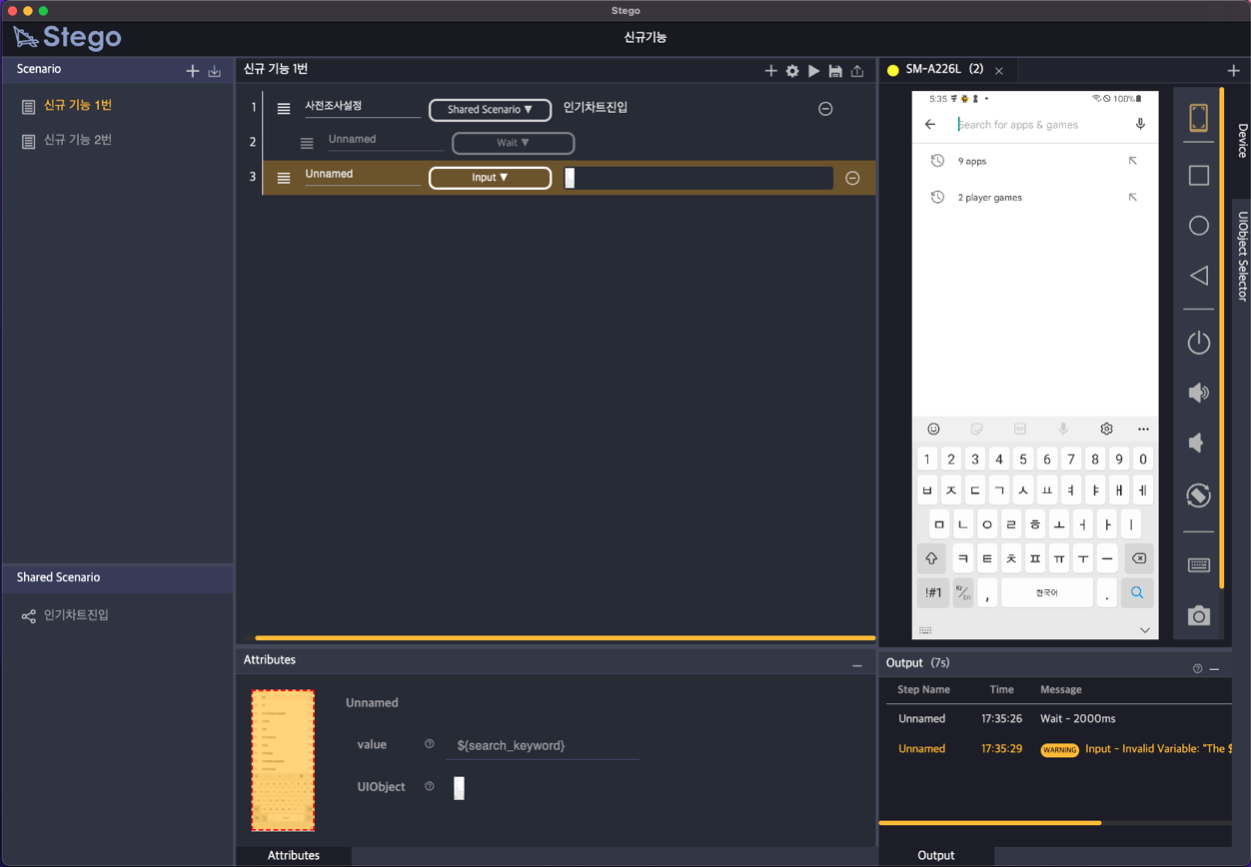 Stego
Stego
신규기능
Scenario
신규 기능 1번
신규 기능 2번
Shared Scenario
인기차트진입
신규 기능 1번
1 사전조사설정 Shared Scenario ▼ 인기차트진입
2 Unnamed Wait ▼
3 Unnamed Input ▼
SM-A226L (2)
5:35 100%
Search for apps & games
9 apps
2 player games
1 2 3 4 5 6 7 8 9 0
ㅂ ㅈ ㄷ ㄱ ㅅ ㅛ ㅕ ㅑ ㅐ ㅔ
ㅁ ㄴ ㅇ ㄹ ㅎ ㅗ ㅓ ㅏ ㅣ
ㅋ ㅌ ㅊ ㅍ ㅠ ㅜ ㅡ
!#1 , 한국어 .
Device
UIObject Selector
Attributes
Unnamed
value ${search_keyword}
UIObject
Attributes
Output (7s)
Step Name Time Message
Unnamed 17:35:26 Wait - 2000ms
Unnamed 17:35:29 WARNING Input - Invalid Variable: "The $
Output